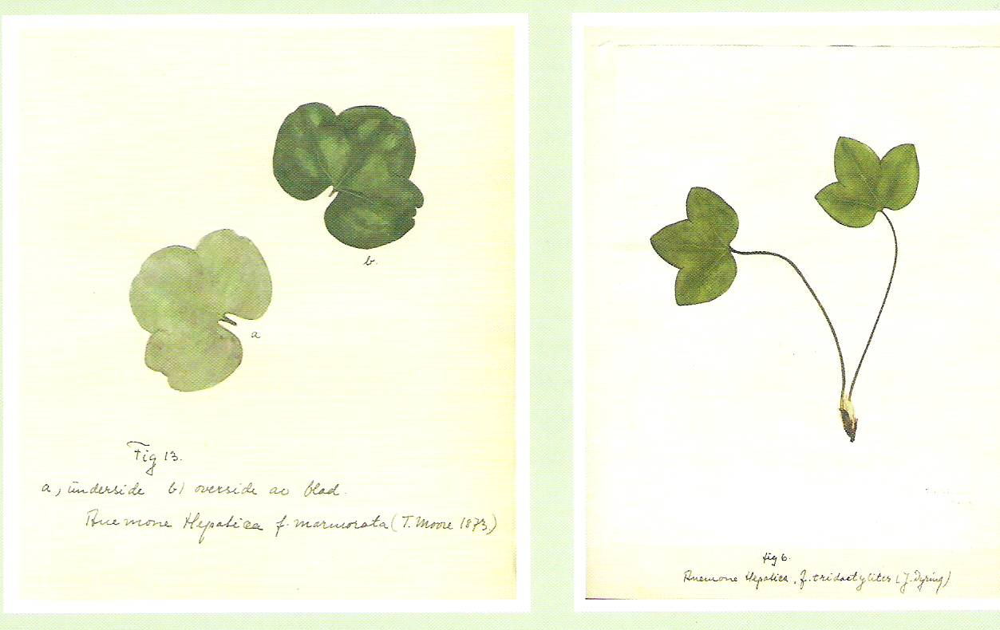 b.
a
Fig 13.
a, underside b) overside av blad.
Anemone Hepatica f. marmorata (T. Moore 1873)
fig 6.
Anemone Hepatica, f. tridactylites (J. Dyring)